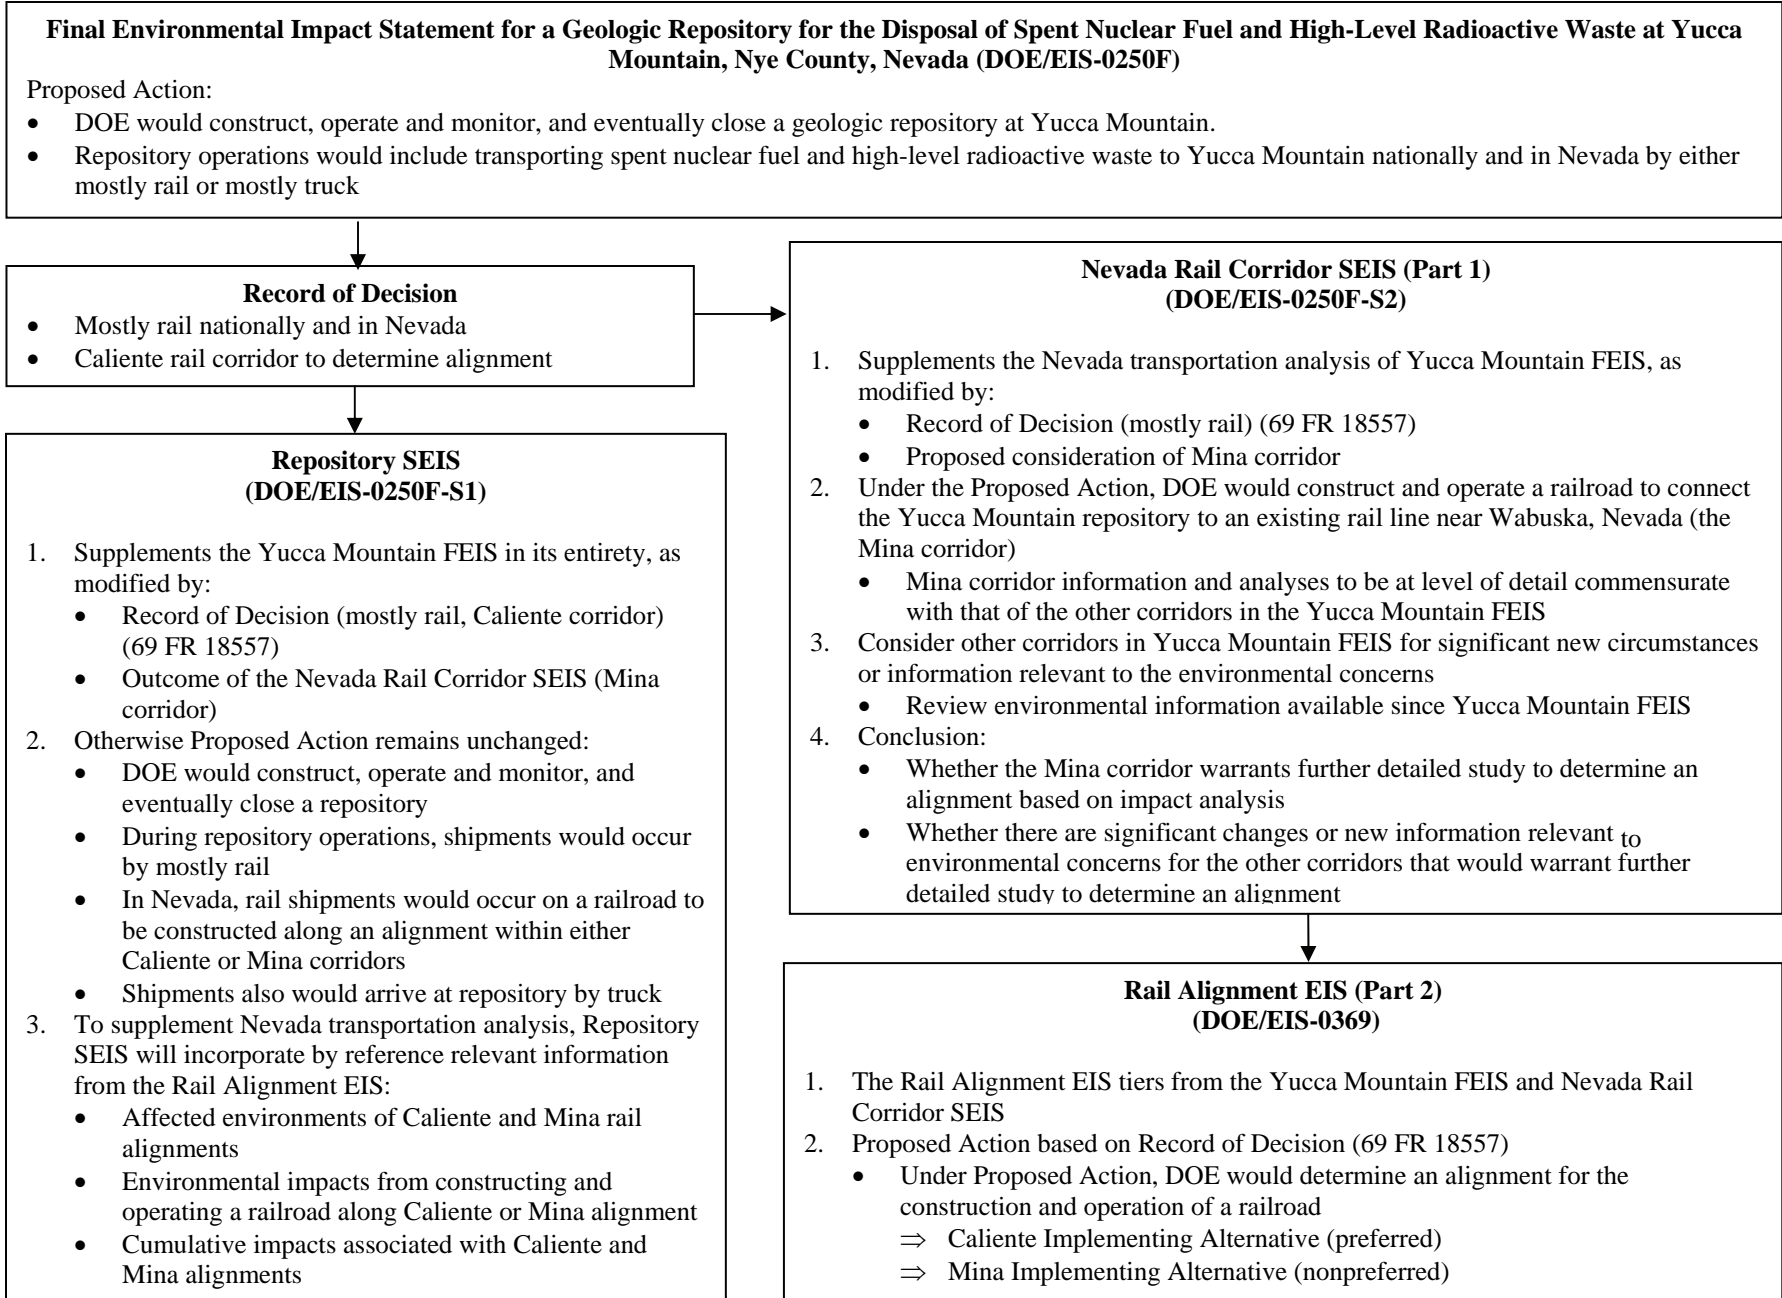 Final Environmental Impact Statement for a Geologic Repository for the Disposal of Spent Nuclear Fuel and High-Level Radioactive Waste at Yucca
Mountain, Nye County, Nevada (DOE/EIS-0250F)
Proposed Action:
• DOE would construct, operate and monitor, and eventually close a geologic repository at Yucca Mountain.
• Repository operations would include transporting spent nuclear fuel and high-level radioactive waste to Yucca Mountain nationally and in Nevada by either
mostly rail or mostly truck
Record of Decision
• Mostly rail nationally and in Nevada
• Caliente rail corridor to determine alignment
Repository SEIS
(DOE/EIS-0250F-S1)
1. Supplements the Yucca Mountain FEIS in its entirety, as
modified by:
• Record of Decision (mostly rail, Caliente corridor)
(69 FR 18557)
• Outcome of the Nevada Rail Corridor SEIS (Mina
corridor)
2. Otherwise Proposed Action remains unchanged:
• DOE would construct, operate and monitor, and
eventually close a repository
• During repository operations, shipments would occur
by mostly rail
• In Nevada, rail shipments would occur on a railroad to
be constructed along an alignment within either
Caliente or Mina corridors
• Shipments also would arrive at repository by truck
3. To supplement Nevada transportation analysis, Repository
SEIS will incorporate by reference relevant information
from the Rail Alignment EIS:
• Affected environments of Caliente and Mina rail
alignments
• Environmental impacts from constructing and
operating a railroad along Caliente or Mina alignment
• Cumulative impacts associated with Caliente and
Mina alignments
Nevada Rail Corridor SEIS (Part 1)
(DOE/EIS-0250F-S2)
1. Supplements the Nevada transportation analysis of Yucca Mountain FEIS, as
modified by:
• Record of Decision (mostly rail) (69 FR 18557)
• Proposed consideration of Mina corridor
2. Under the Proposed Action, DOE would construct and operate a railroad to connect
the Yucca Mountain repository to an existing rail line near Wabuska, Nevada (the
Mina corridor)
• Mina corridor information and analyses to be at level of detail commensurate
with that of the other corridors in the Yucca Mountain FEIS
3. Consider other corridors in Yucca Mountain FEIS for significant new circumstances
or information relevant to the environmental concerns
• Review environmental information available since Yucca Mountain FEIS
4. Conclusion:
• Whether the Mina corridor warrants further detailed study to determine an
alignment based on impact analysis
• Whether there are significant changes or new information relevant to
environmental concerns for the other corridors that would warrant further
detailed study to determine an alignment
Rail Alignment EIS (Part 2)
(DOE/EIS-0369)
1. The Rail Alignment EIS tiers from the Yucca Mountain FEIS and Nevada Rail
Corridor SEIS
2. Proposed Action based on Record of Decision (69 FR 18557)
• Under Proposed Action, DOE would determine an alignment for the
construction and operation of a railroad
⇒ Caliente Implementing Alternative (preferred)
⇒ Mina Implementing Alternative (nonpreferred)